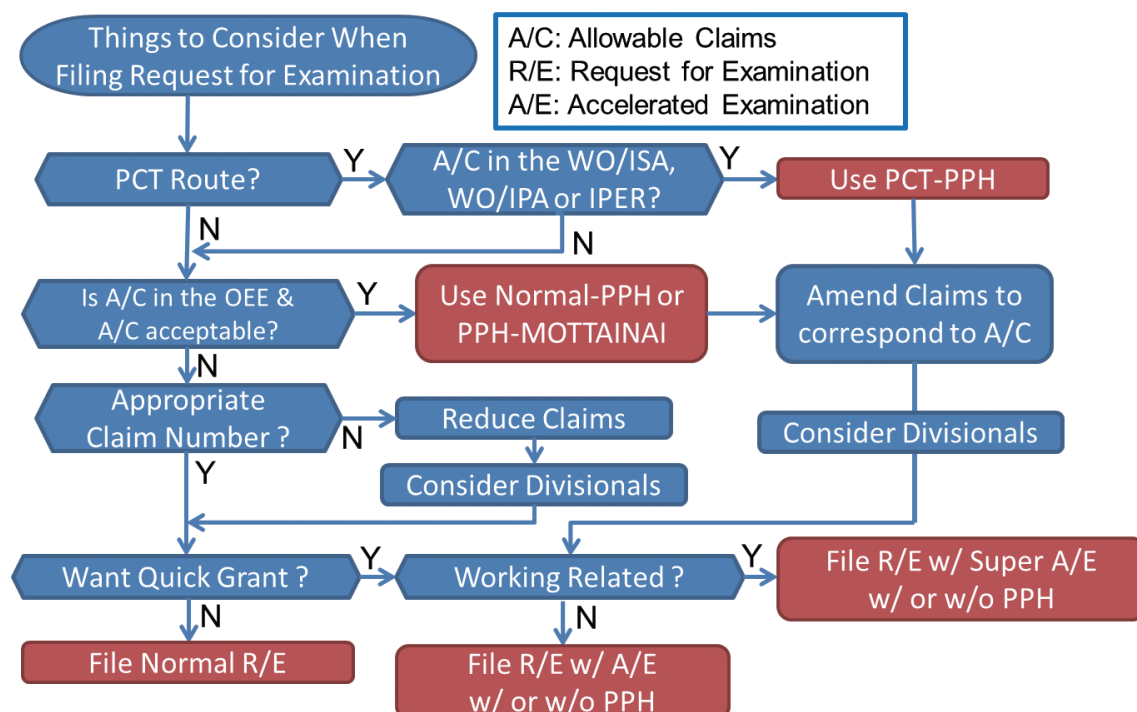 Things to Consider When
Filing Request for Examination
A/C: Allowable Claims
R/E: Request for Examination
A/E: Accelerated Examination
PCT Route?
Y
A/C in the WO/ISA,
WO/IPA or IPER?
Y
Use PCT-PPH
N
N
Is A/C in the OEE &
A/C acceptable?
Y
Use Normal-PPH or
PPH-MOTTAINAI
Amend Claims to
correspond to A/C
N
Appropriate
Claim Number ?
N
Reduce Claims
Consider Divisionals
Y
Consider Divisionals
Want Quick Grant ?
Y
Working Related ?
Y
File R/E w/ Super A/E
w/ or w/o PPH
N
N
File Normal R/E
File R/E w/ A/E
w/ or w/o PPH